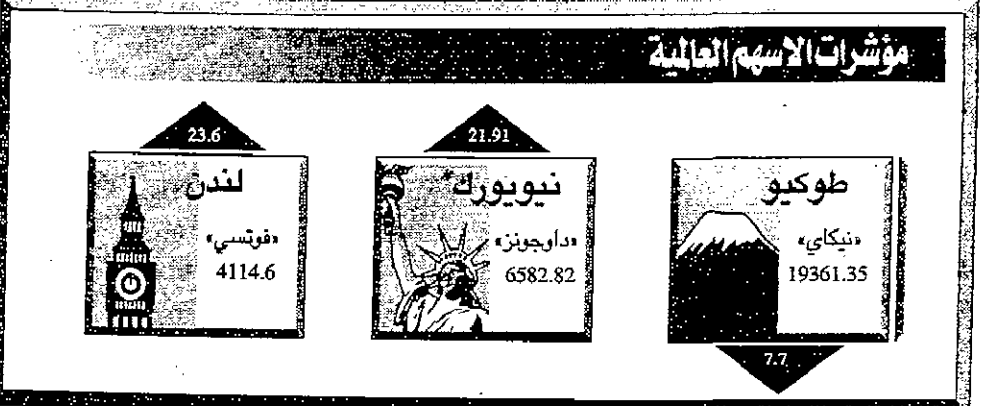 مؤشرات الاسهم العالمية
طوكيو
«نيكاي»
19361.35
7.7
21.91
نيويورك
«داوجونز»
6582.82
23.6
لندن
«فوتسي»
4114.6